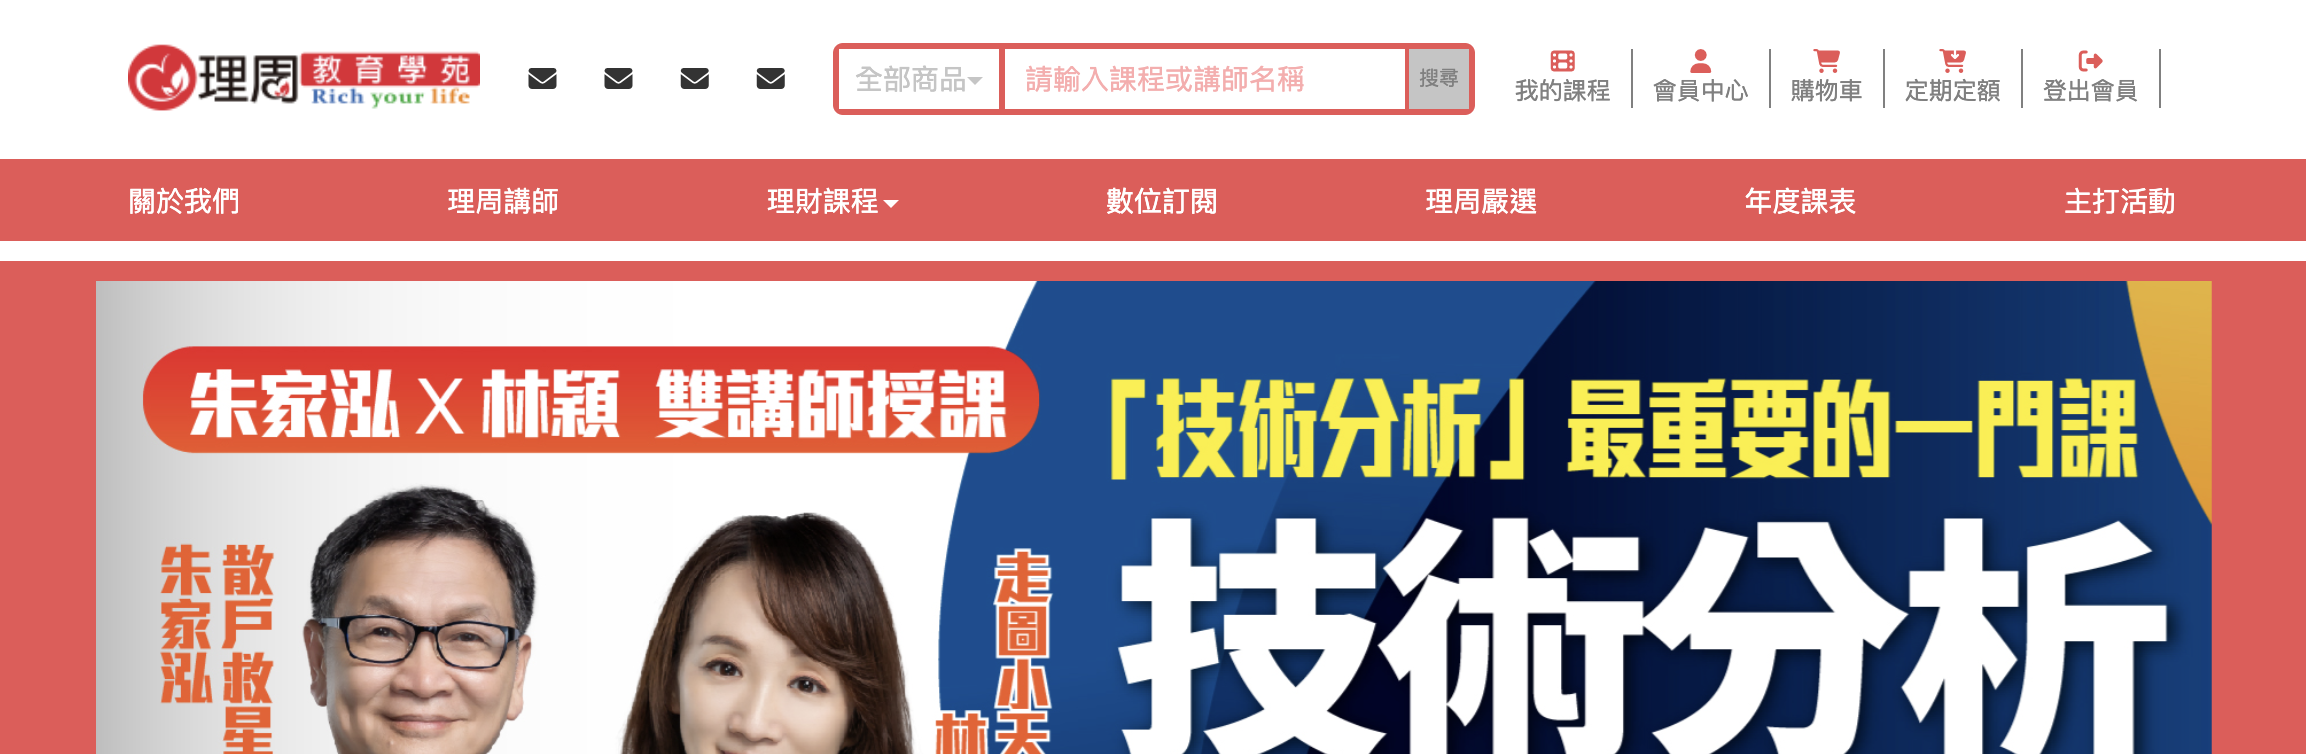 理周教育學苑
Rich your life
全部商品
請輸入課程或講師名稱
搜尋
我的課程
會員中心
購物車
定期定額
登出會員
關於我們
理周講師
理財課程
數位訂閱
理周嚴選
年度課表
主打活動
朱家泓 X 林穎 雙講師授課
「技術分析」最重要的一門課
技術分析
散戶救星
朱家泓
走圖小天
林